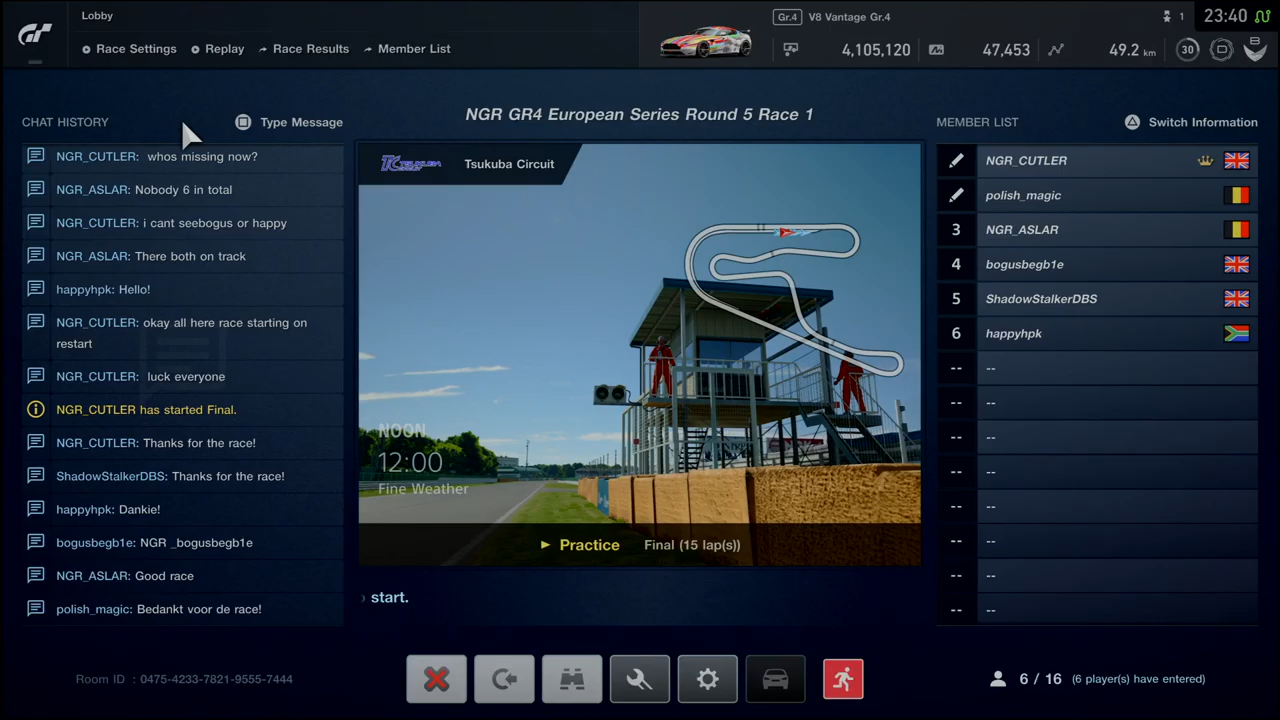 Lobby
Race Settings
Replay
Race Results
Member List
Gr.4
V8 Vantage Gr.4
1
23:40
4,105,120
47,453
49.2 km
30
B
CHAT HISTORY
Type Message
NGR_CUTLER: whos missing now?
NGR_ASLAR: Nobody 6 in total
NGR_CUTLER: i cant seebogus or happy
NGR_ASLAR: There both on track
happyhpk: Hello!
NGR_CUTLER: okay all here race starting on
restart
NGR_CUTLER: luck everyone
NGR_CUTLER has started Final.
NGR_CUTLER: Thanks for the race!
ShadowStalkerDBS: Thanks for the race!
happyhpk: Dankie!
bogusbegb1e: NGR _bogusbegb1e
NGR_ASLAR: Good race
polish_magic: Bedankt voor de race!
NGR GR4 European Series Round 5 Race 1
TC TSUKUBA CIRCUIT
Tsukuba Circuit
NOON
12:00
Fine Weather
Practice
Final (15 lap(s))
start.
MEMBER LIST
Switch Information
NGR_CUTLER
polish_magic
3 NGR_ASLAR
4 bogusbegb1e
5 ShadowStalkerDBS
6 happyhpk
-- --
-- --
-- --
-- --
-- --
-- --
-- --
-- --
Room ID : 0475-4233-7821-9555-7444
6 / 16 (6 player(s) have entered)